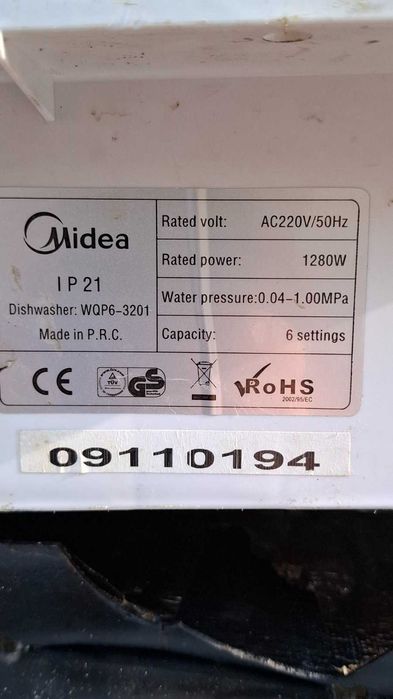 Midea
IP21
Dishwasher: WQP6-3201
Made in P.R.C.
Rated volt: AC220V/50Hz
Rated power: 1280W
Water pressure:0.04-1.00MPa
Capacity: 6 settings
CE
TÜV
GS
RoHS
2002/95/EC
09110194